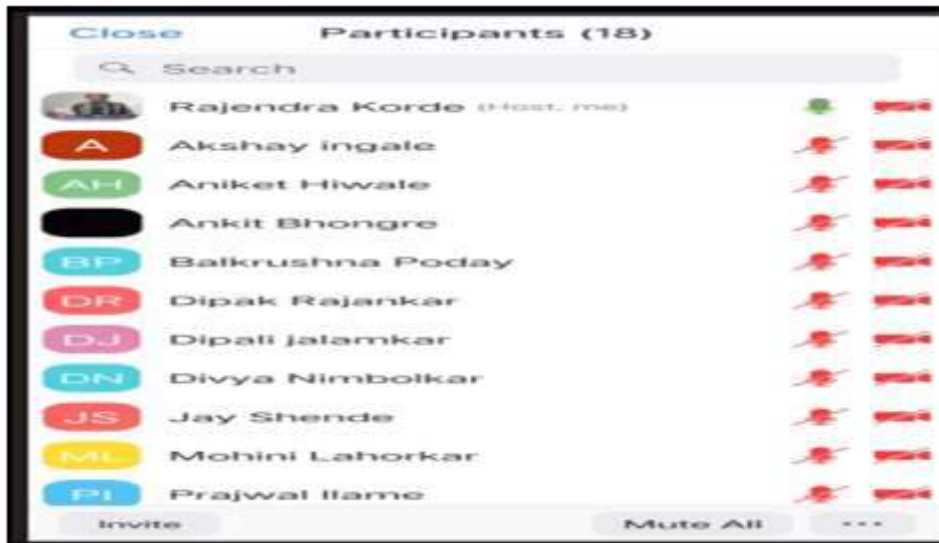 Close Participants (18)
Search
Rajendra Korde (Host, me)
A Akshay ingale
AH Aniket Hiwale
Ankit Bhongre
BP Balkrushna Poday
DR Dipak Rajankar
DJ Dipali jalamkar
DN Divya Nimbolkar
JS Jay Shende
ML Mohini Lahorkar
PI Prajwal Ilame
Invite Mute All ...